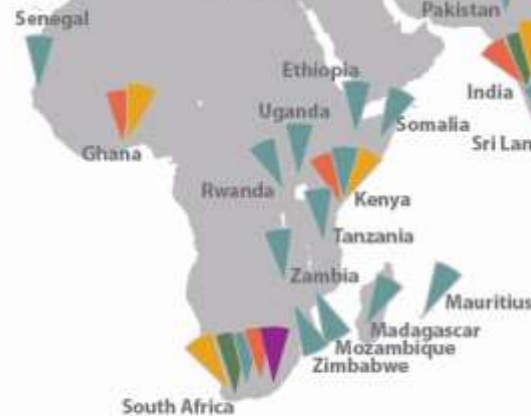 Pakistan
Senegal
Ethiopia
India
Uganda
Somalia
Sri Lan
Ghana
Rwanda
Kenya
Tanzania
Zambia
Mauritius
Madagascar
Mozambique
Zimbabwe
South Africa